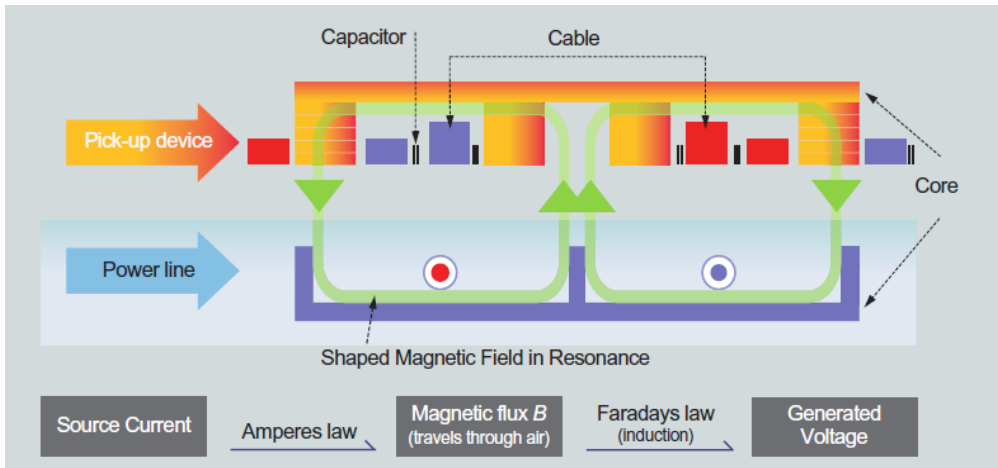 Capacitor
Cable
Pick-up device
Core
Power line
Shaped Magnetic Field in Resonance
Source Current
Amperes law
Magnetic flux B
(travels through air)
Faradays law
(induction)
Generated
Voltage